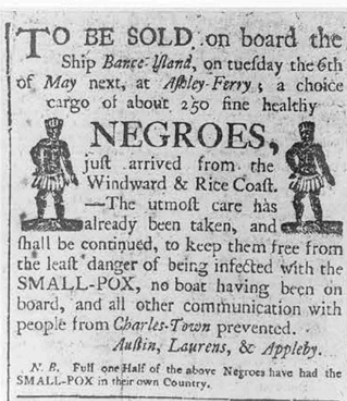 TO BE SOLD on board the
Ship Bance-Island, on tuesday the 6th
of May next, at Ashley-Ferry; a choice
cargo of about 250 fine healthy
NEGROES,
just arrived from the
Windward & Rice Coast.
—The utmost care has
already been taken, and
shall be continued, to keep them free from
the least danger of being infected with the
SMALL-POX, no boat having been on
board, and all other communication with
people from Charles-Town prevented.
Austin, Laurens, & Appleby.
N. B. Full one Half of the above Negroes have had the
SMALL-POX in their own Country.